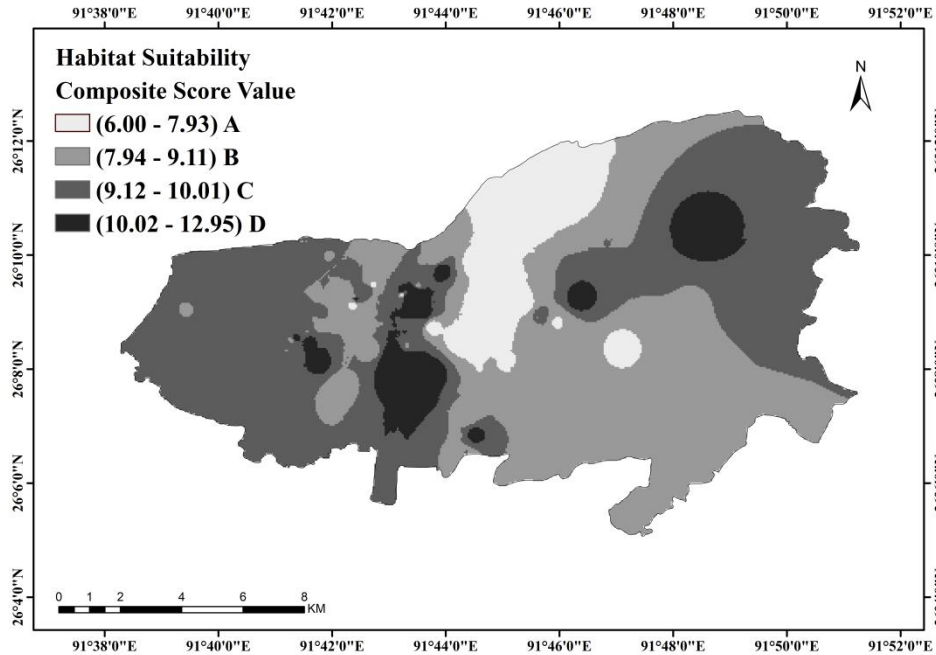 91°38'0"E 91°40'0"E 91°42'0"E 91°44'0"E 91°46'0"E 91°48'0"E 91°50'0"E 91°52'0"E
Habitat Suitability
Composite Score Value
(6.00 - 7.93) A
(7.94 - 9.11) B
(9.12 - 10.01) C
(10.02 - 12.95) D
N
26°12'0"N
26°10'0"N
26°8'0"N
26°6'0"N
26°4'0"N
0 1 2 4 6 8
KM
91°38'0"E 91°40'0"E 91°42'0"E 91°44'0"E 91°46'0"E 91°48'0"E 91°50'0"E 91°52'0"E